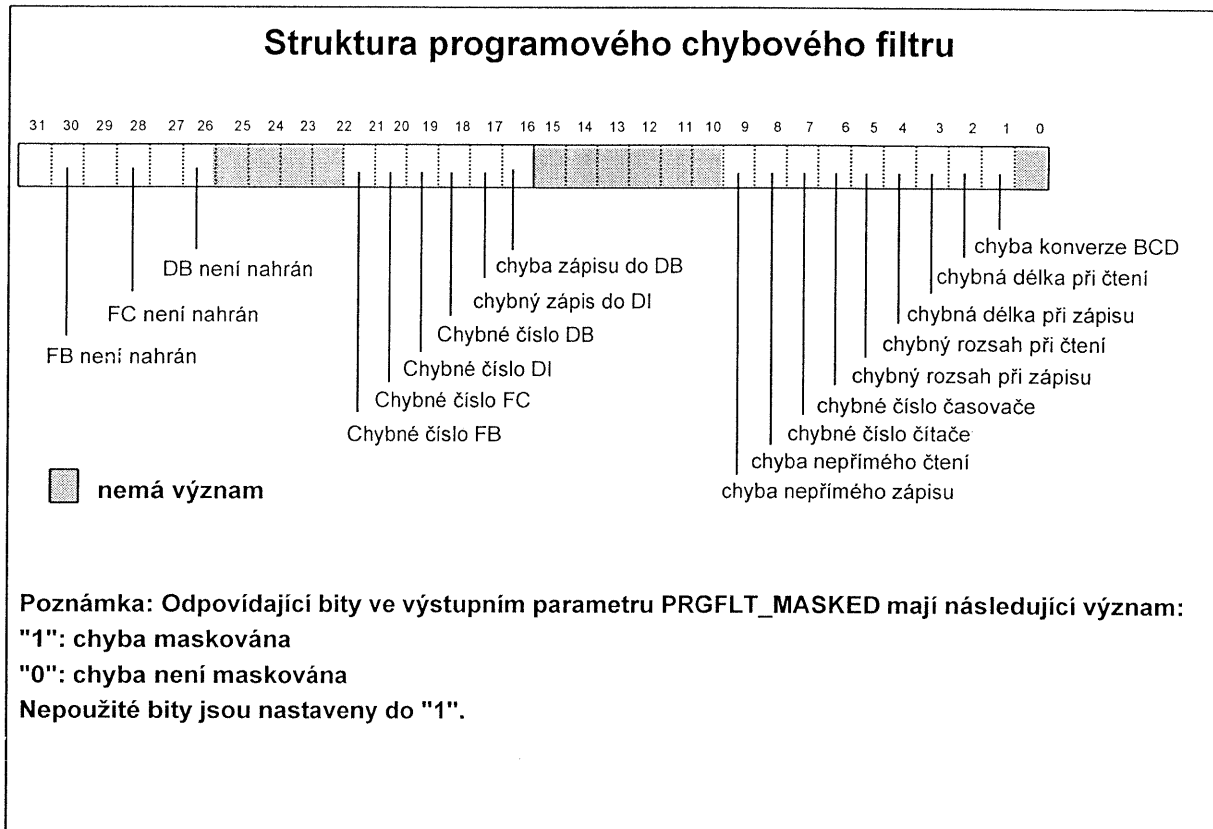 Struktura programového chybového filtru
31 30 29 28 27 26 25 24 23 22 21 20 19 18 17 16 15 14 13 12 11 10 9 8 7 6 5 4 3 2 1 0
chyba konverze BCD
DB není nahrán
chyba zápisu do DB
chybná délka při čtení
chybný zápis do DI
FC není nahrán
chybná délka při zápisu
Chybné číslo DB
chybný rozsah při čtení
FB není nahrán
Chybné číslo DI
chybný rozsah při zápisu
Chybné číslo FC
chybné číslo časovače
Chybné číslo FB
chybné číslo čítače
chyba nepřímého čtení
nemá význam
chyba nepřímého zápisu
Poznámka: Odpovídající bity ve výstupním parametru PRGFLT_MASKED mají následující význam:
"1": chyba maskována
"0": chyba není maskována
Nepoužité bity jsou nastaveny do "1".